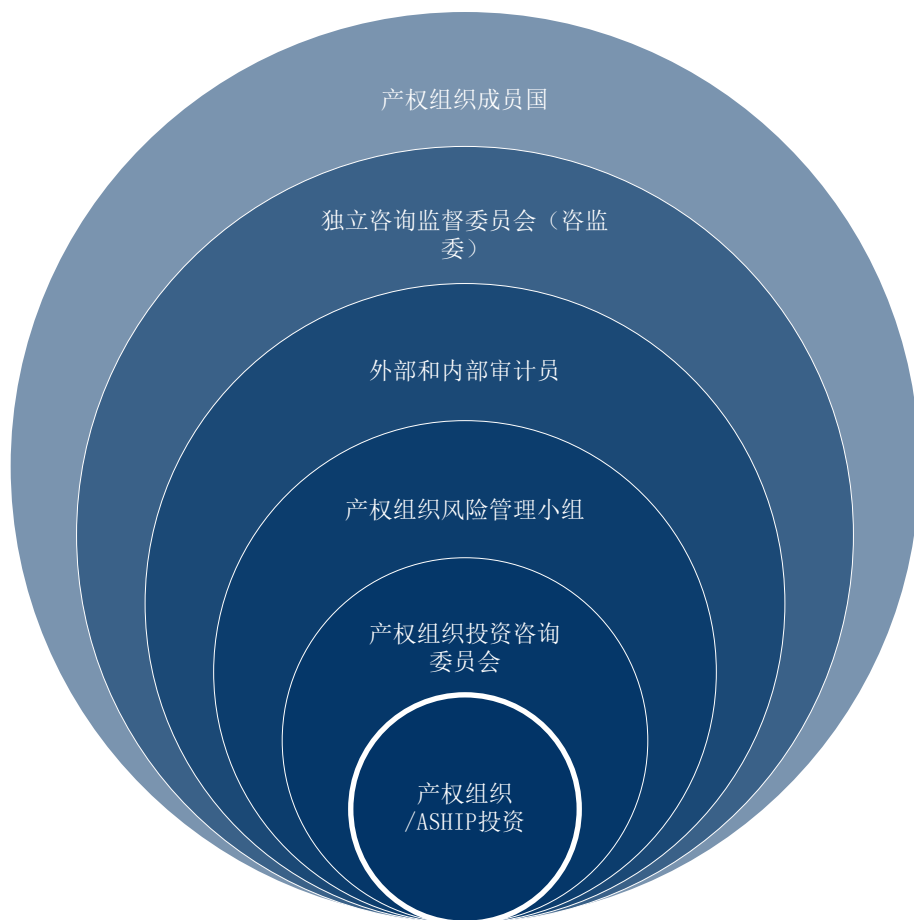 产权组织成员国
独立咨询监督委员会（咨监
委）
外部和内部审计员
产权组织风险管理小组
产权组织投资咨询
委员会
产权组织
/ASHIP投资